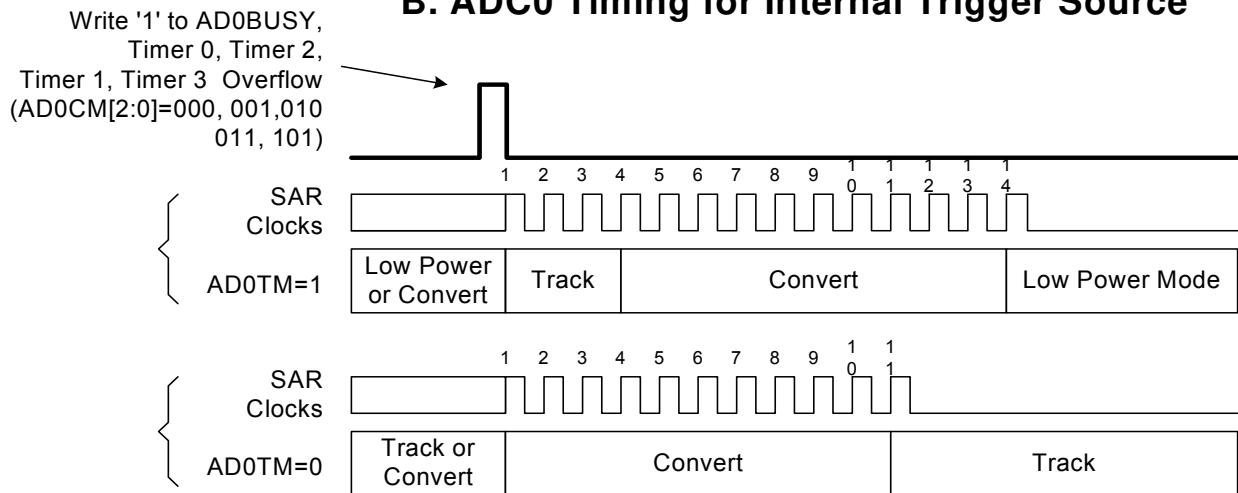 B. ADC0 Timing for Internal Trigger Source
Write '1' to AD0BUSY,
Timer 0, Timer 2,
Timer 1, Timer 3 Overflow
(AD0CM[2:0]=000, 001,010
011, 101)
1 2 3 4 5 6 7 8 9 10 11 12 13 14
SAR
Clocks
AD0TM=1
Low Power
or Convert
Track
Convert
Low Power Mode
1 2 3 4 5 6 7 8 9 10 11
SAR
Clocks
AD0TM=0
Track or
Convert
Convert
Track